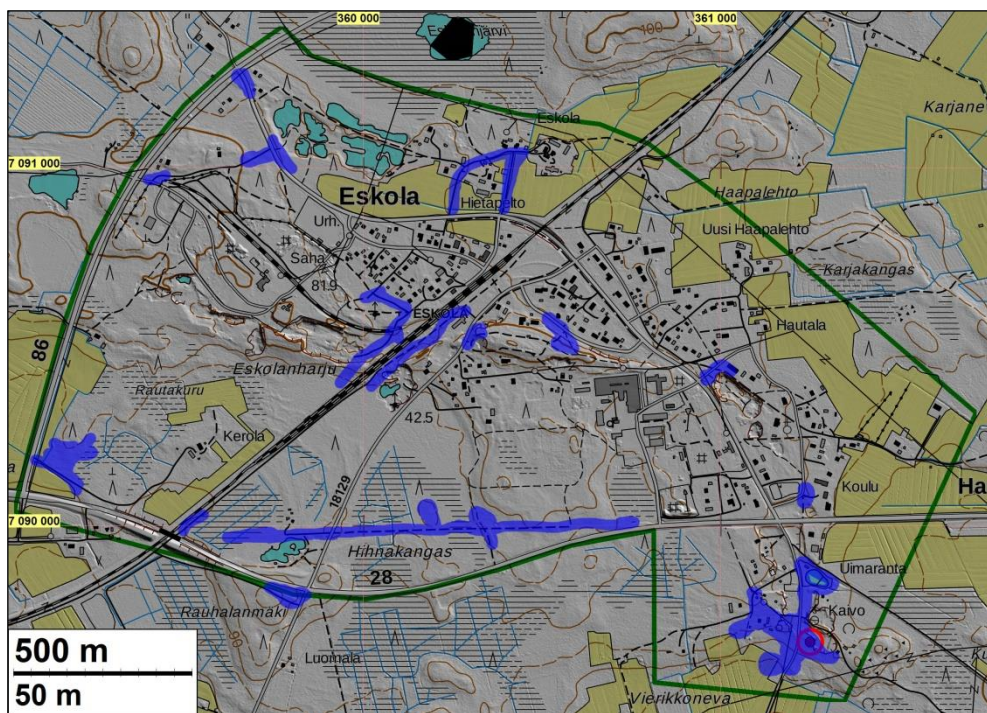 360 000
361 000
100
Karjane
Eskola
7 091 000
Eskola
Hietapelto
Haapalehto
Urh.
Uusi Haapalehto
Saha
81.9
Karjakangas
ESKOLA
Hautala
86
Eskolanharju
Rautakuru
42.5
Kerola
18129
Koulu
Ha
7 090 000
Hihnakangas
28
Uimaranta
Rauhalanmäki
Kaivo
90
500 m
Luomala
50 m
Vierikkoneva